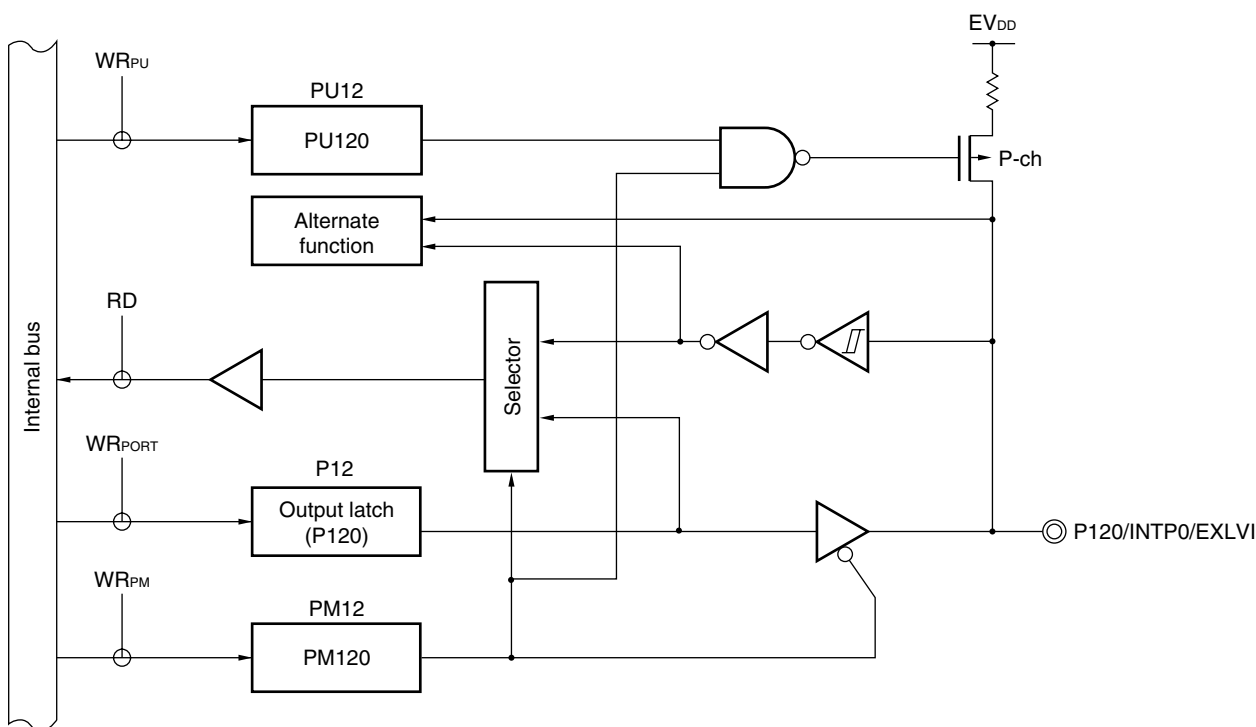 EVDD
WRPU
PU12
PU120
P-ch
Alternate
function
RD
Selector
Internal bus
WRPORT
P12
Output latch
(P120)
P120/INTP0/EXLVI
WRPM
PM12
PM120